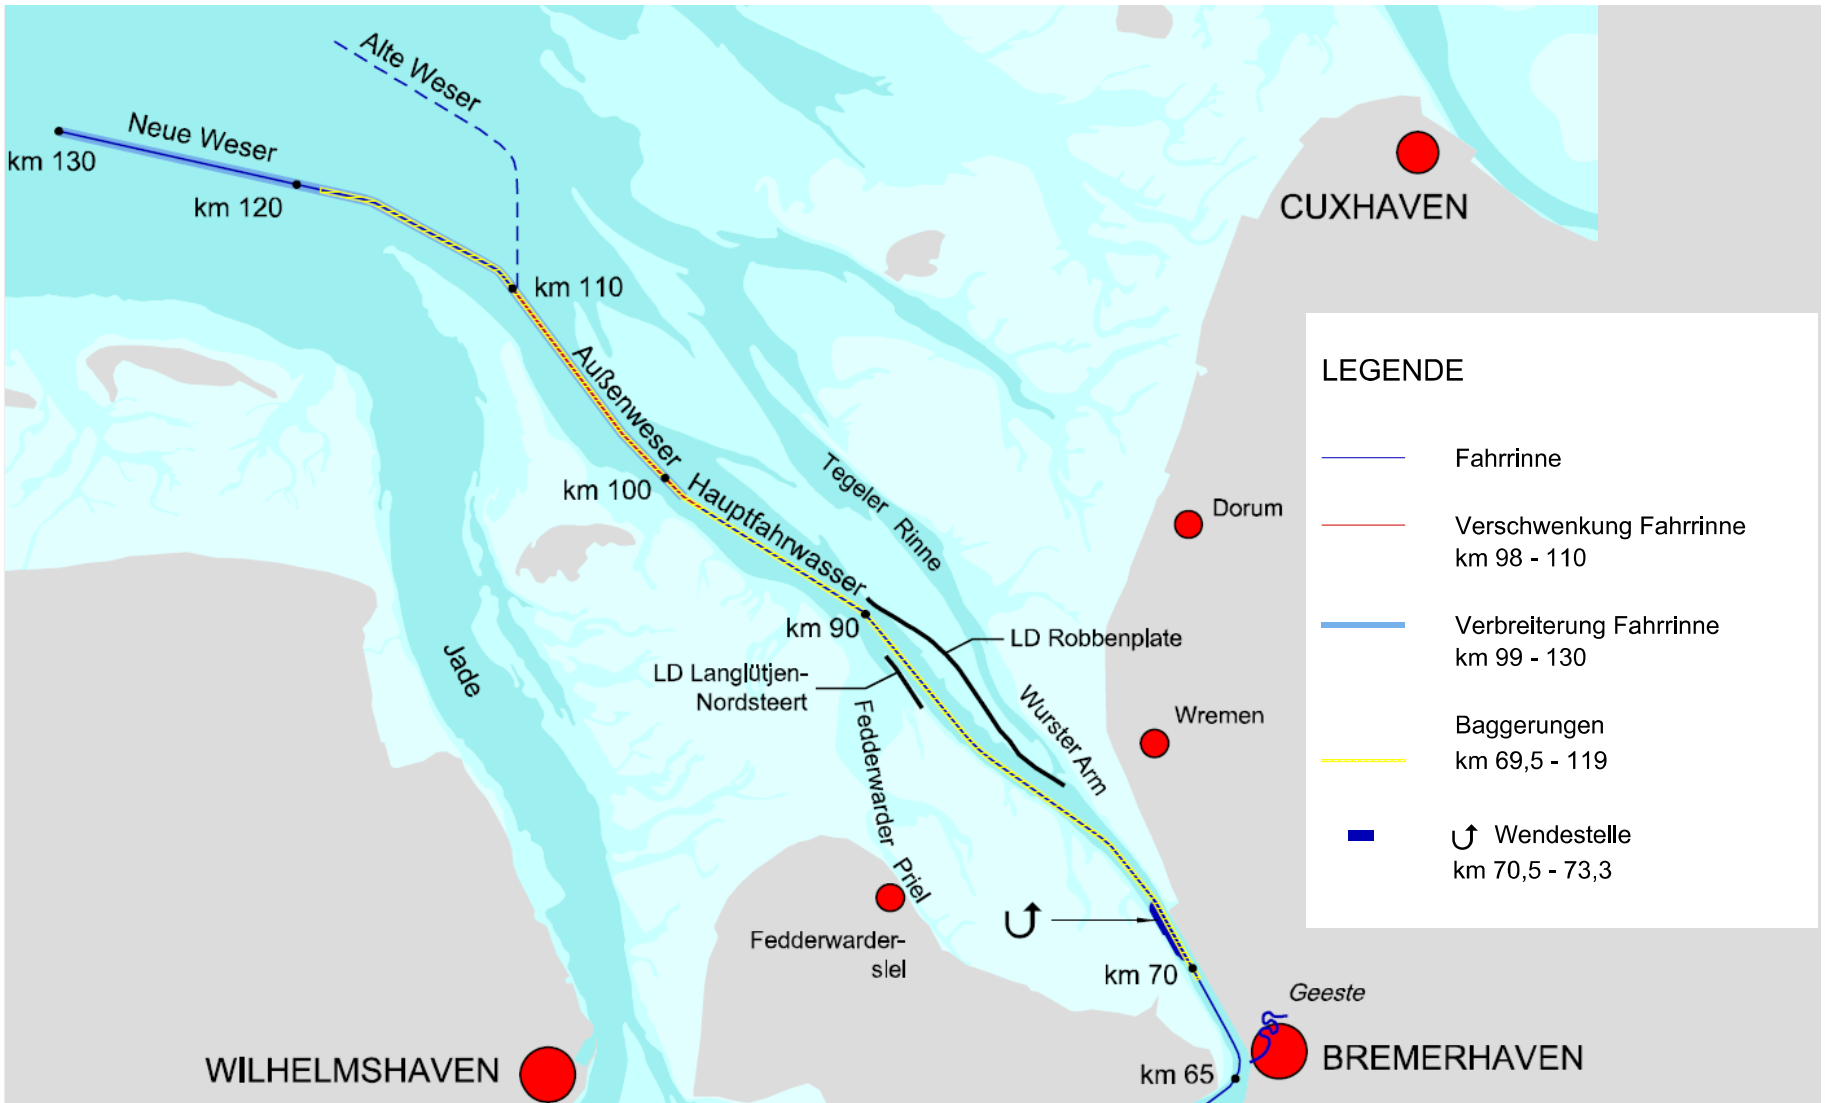 Alte Weser
Neue Weser
km 130
km 120
km 110
CUXHAVEN
Außenweser
km 100
Hauptfahrwasser
Tegeler Rinne
Dorum
km 90
LD Robbenplate
LD Langlütjen-
Nordsteert
Jade
Fedderwarder Priel
Wurster Arm
Wremen
Fedderwarder-
siel
km 70
Geeste
WILHELMSHAVEN
BREMERHAVEN
km 65
LEGENDE
Fahrrinne
Verschwenkung Fahrrinne
km 98 - 110
Verbreiterung Fahrrinne
km 99 - 130
Baggerungen
km 69,5 - 119
Wendestelle
km 70,5 - 73,3